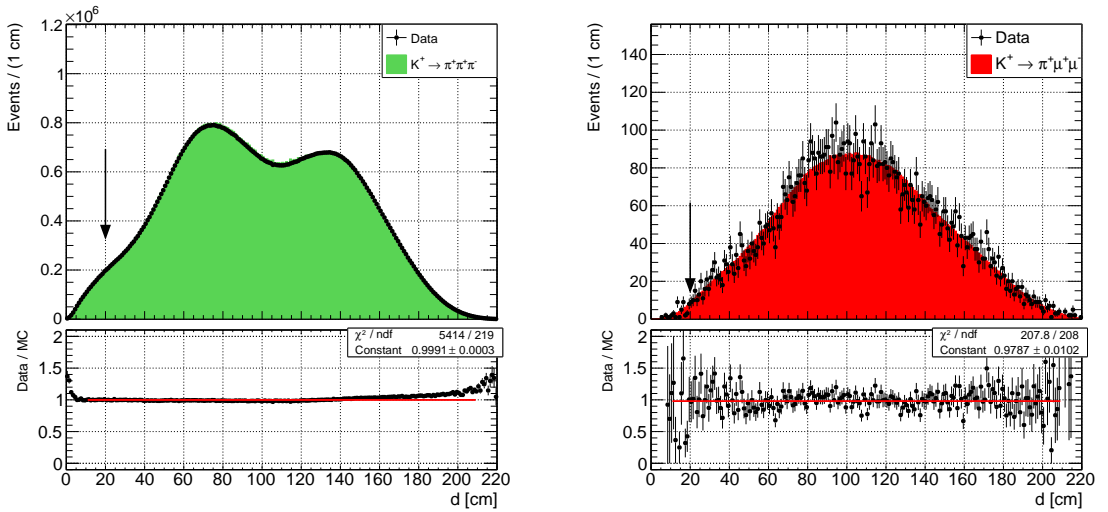 ×10⁶
Events / (1 cm)
1.2
1
0.8
0.6
0.4
0.2
0
Data
K⁺ → π⁺π⁺π⁻
Data / MC
2
1.5
1
0.5
0
χ² / ndf 5414 / 219
Constant 0.9991 ± 0.0003
0 20 40 60 80 100 120 140 160 180 200 220
d [cm]
Events / (1 cm)
140
120
100
80
60
40
20
0
Data
K⁺ → π⁺μ⁺μ⁻
Data / MC
2
1.5
1
0.5
0
χ² / ndf 207.8 / 208
Constant 0.9787 ± 0.0102
0 20 40 60 80 100 120 140 160 180 200 220
d [cm]